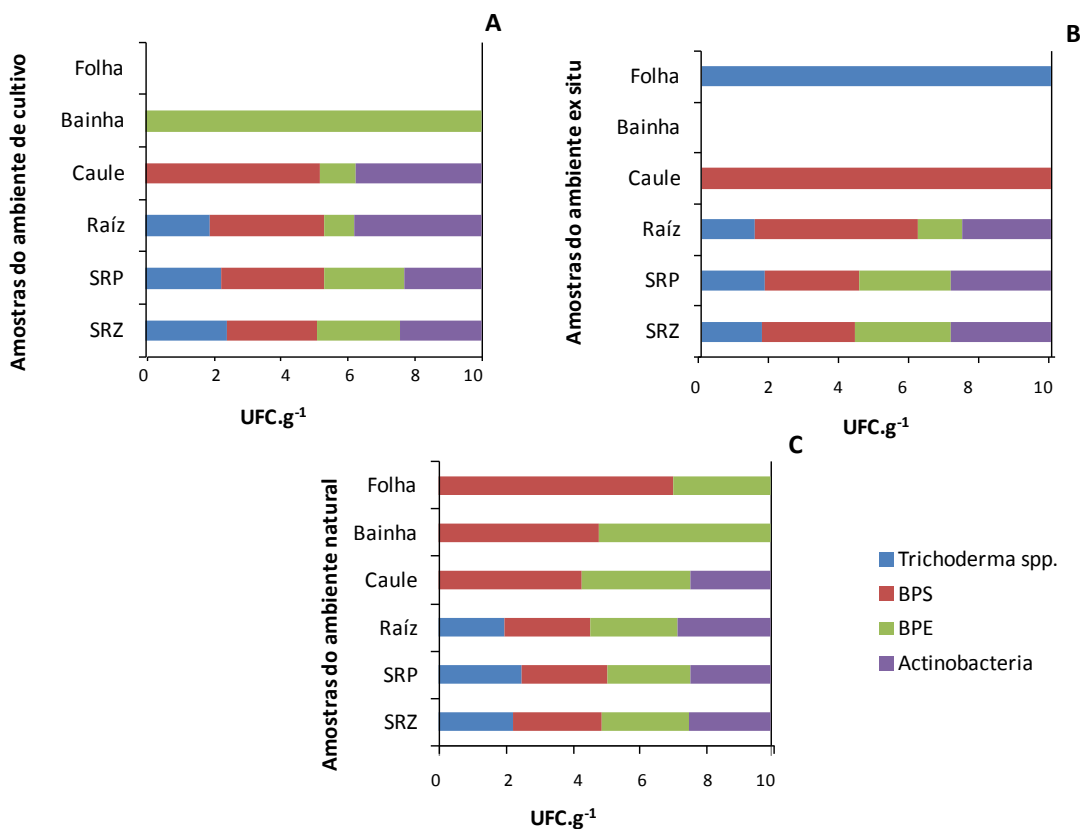 A
Amostras do ambiente de cultivo
Folha
Bainha
Caule
Raíz
SRP
SRZ
0 2 4 6 8 10
UFC.g-1
B
Amostras do ambiente ex situ
Folha
Bainha
Caule
Raíz
SRP
SRZ
0 2 4 6 8 10
UFC.g-1
C
Amostras do ambiente natural
Folha
Bainha
Caule
Raíz
SRP
SRZ
0 2 4 6 8 10
UFC.g-1
Trichoderma spp.
BPS
BPE
Actinobacteria